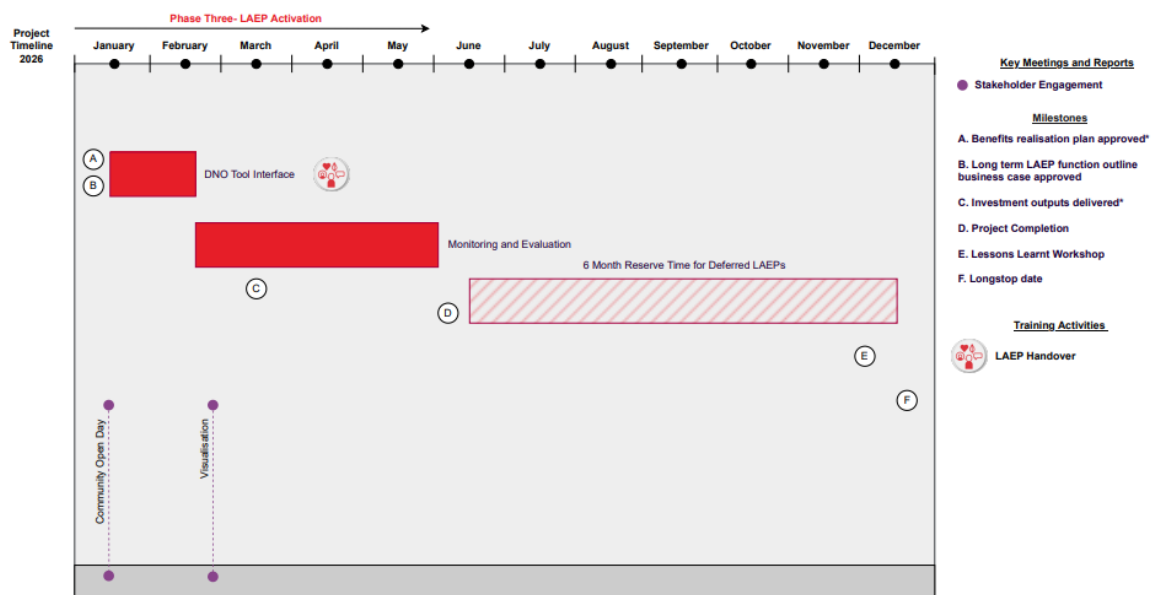 Phase Three- LAEP Activation
Project
Timeline
2026
January
February
March
April
May
June
July
August
September
October
November
December
Key Meetings and Reports
Stakeholder Engagement
Milestones
A. Benefits realisation plan approved*
B. Long term LAEP function outline
business case approved
C. Investment outputs delivered*
D. Project Completion
E. Lessons Learnt Workshop
F. Longstop date
Training Activities
LAEP Handover
A
B
DNO Tool Interface
Monitoring and Evaluation
C
6 Month Reserve Time for Deferred LAEPs
D
E
F
Community Open Day
Visualisation